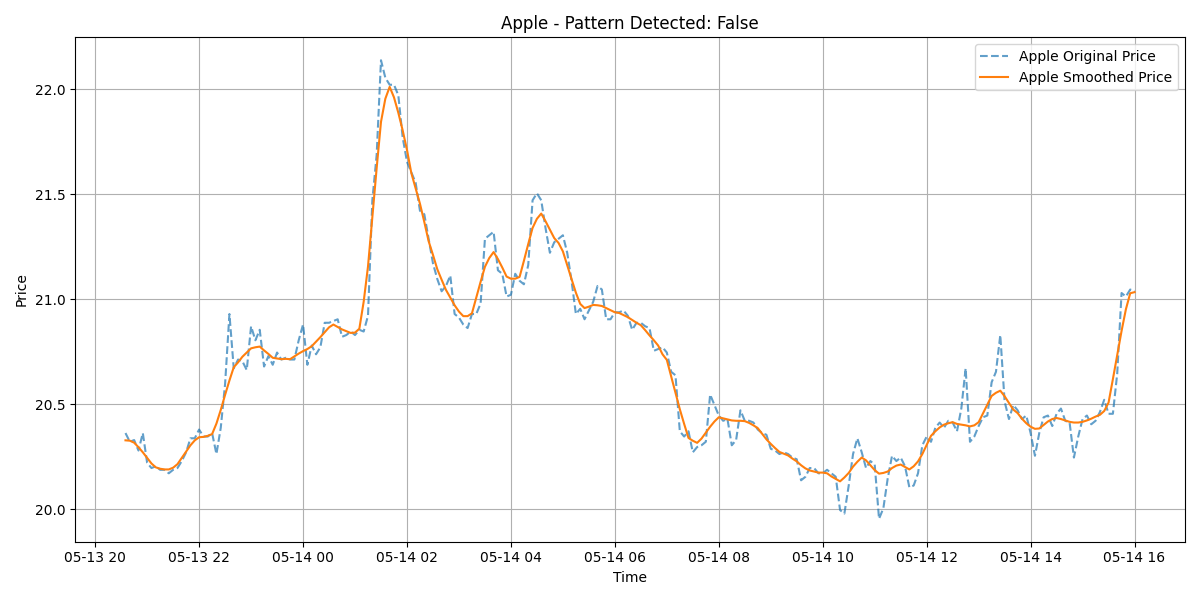 Apple - Pattern Detected: False
Apple Original Price
Apple Smoothed Price
22.0
21.5
21.0
20.5
20.0
Price
05-13 20 05-13 22 05-14 00 05-14 02 05-14 04 05-14 06 05-14 08 05-14 10 05-14 12 05-14 14 05-14 16
Time